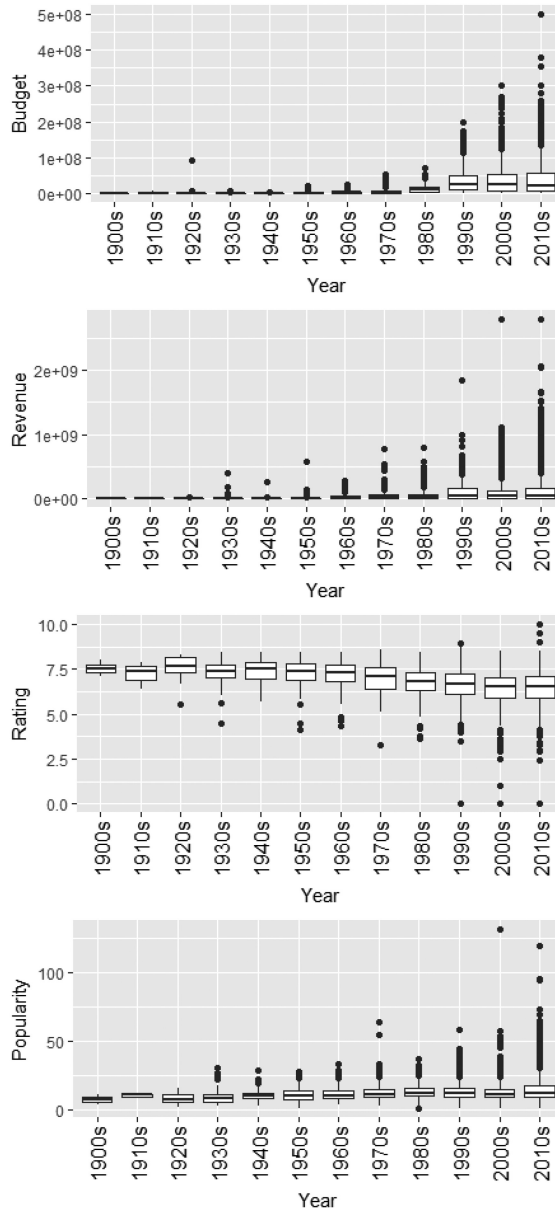 5e+08
4e+08
3e+08
2e+08
1e+08
0e+00
Budget
1900s
1910s
1920s
1930s
1940s
1950s
1960s
1970s
1980s
1990s
2000s
2010s
Year
2e+09
1e+09
0e+00
Revenue
1900s
1910s
1920s
1930s
1940s
1950s
1960s
1970s
1980s
1990s
2000s
2010s
Year
10.0
7.5
5.0
2.5
0.0
Rating
1900s
1910s
1920s
1930s
1940s
1950s
1960s
1970s
1980s
1990s
2000s
2010s
Year
100
50
0
Popularity
1900s
1910s
1920s
1930s
1940s
1950s
1960s
1970s
1980s
1990s
2000s
2010s
Year